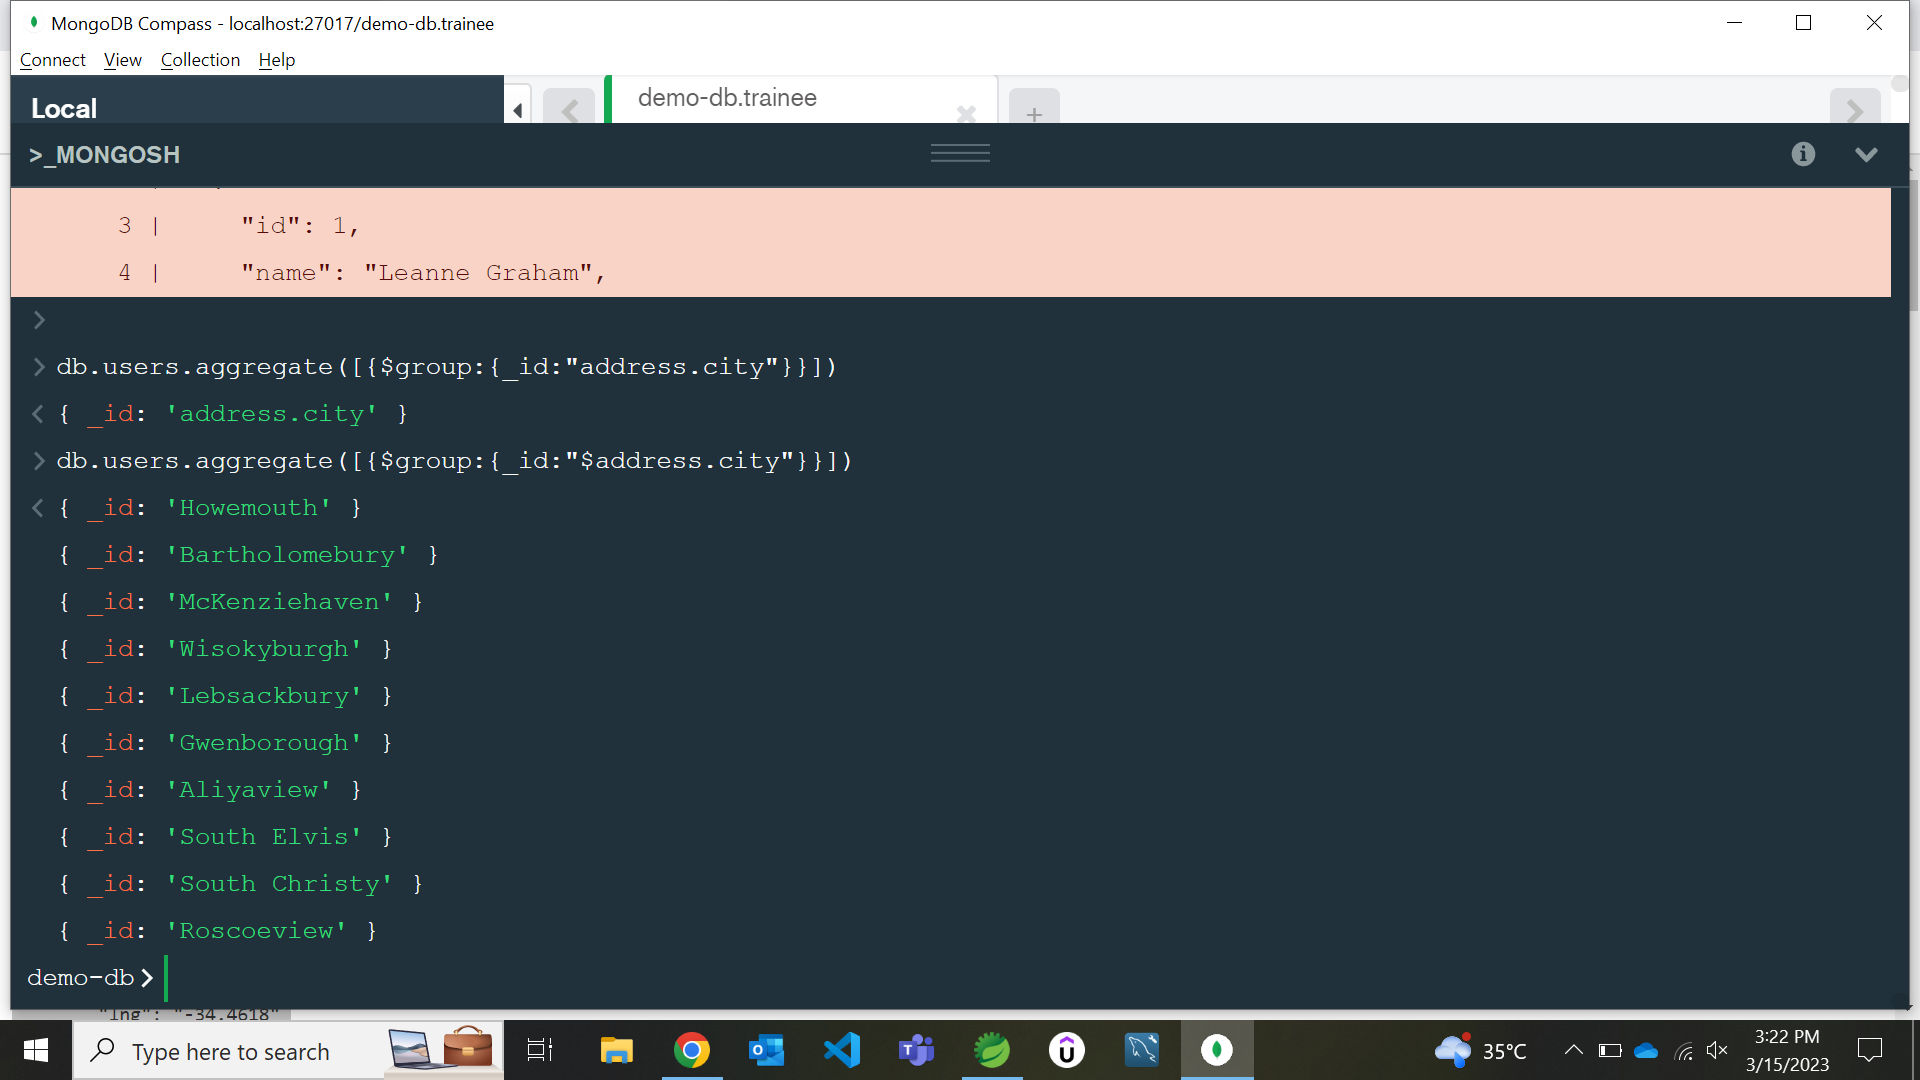 MongoDB Compass - localhost:27017/demo-db.trainee
Connect View Collection Help
Local
demo-db.trainee
+
>_MONGOSH
3 | "id": 1,
4 | "name": "Leanne Graham",
>
> db.users.aggregate([{$group:{_id:"address.city"}}])
< { _id: 'address.city' }
> db.users.aggregate([{$group:{_id:"$address.city"}}])
< { _id: 'Howemouth' }
{ _id: 'Bartholomebury' }
{ _id: 'McKenziehaven' }
{ _id: 'Wisokyburgh' }
{ _id: 'Lebsackbury' }
{ _id: 'Gwenborough' }
{ _id: 'Aliyaview' }
{ _id: 'South Elvis' }
{ _id: 'South Christy' }
{ _id: 'Roscoeview' }
demo-db>
"lng": "-34.4618"
Type here to search
35°C
3:22 PM
3/15/2023